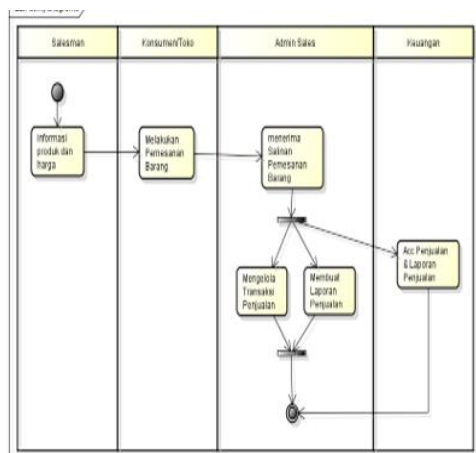 Salesman
Konsumen/Toko
Admin Sales
Keuangan
Informasi
produk dan
harga
Melakukan
Pemesanan
Barang
menerima
Salinan
Pemesanan
Barang
Mengelola
Transaksi
Penjualan
Membuat
Laporan
Penjualan
Acc Penjualan
& Laporan
Penjualan